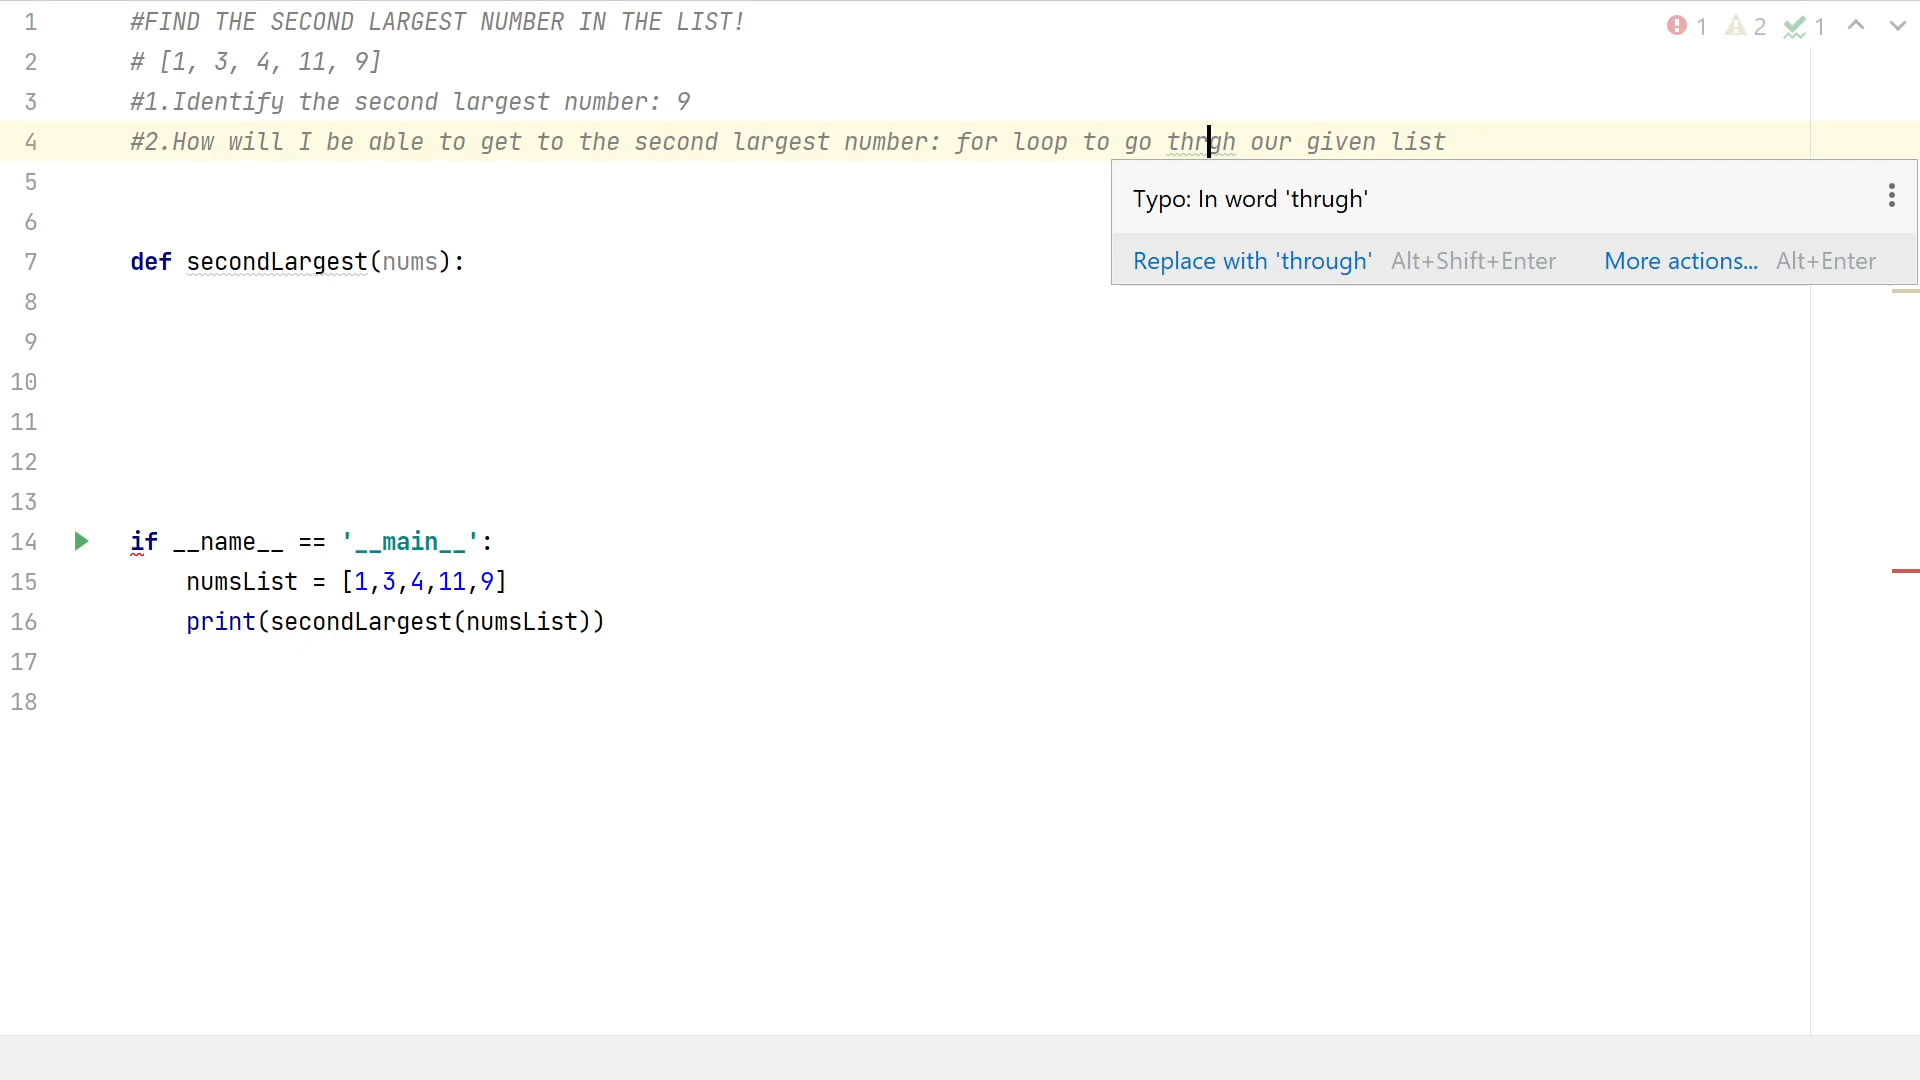 1 #FIND THE SECOND LARGEST NUMBER IN THE LIST!
1 2 1
2 # [1, 3, 4, 11, 9]
3 #1.Identify the second largest number: 9
4 #2.How will I be able to get to the second largest number: for loop to go thrgh our given list
5
Typo: In word 'thrugh'
6
7 def secondLargest(nums):
Replace with 'through' Alt+Shift+Enter More actions... Alt+Enter
8
9
10
11
12
13
14 if __name__ == '__main__':
15 numsList = [1,3,4,11,9]
16 print(secondLargest(numsList))
17
18